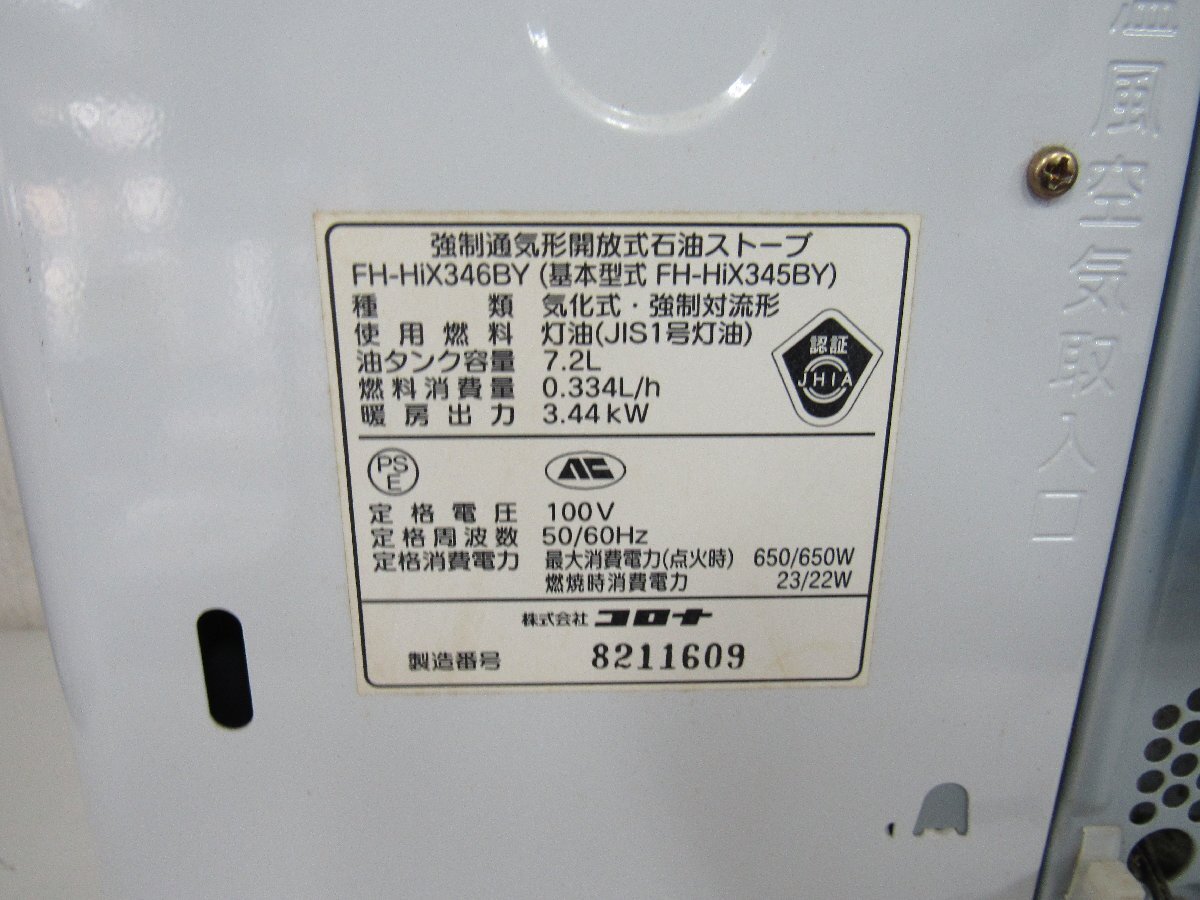 強制通気形開放式石油ストーブ
FH-HiX346BY (基本型式 FH-HiX345BY)
種類 気化式・強制対流形
使用燃料 灯油(JIS1号灯油)
油タンク容量 7.2L
燃料消費量 0.334L/h
暖房出力 3.44kW
認証
JHIA
PS
E
定格電圧 100V
定格周波数 50/60Hz
定格消費電力 最大消費電力(点火時) 650/650W
燃焼時消費電力 23/22W
株式会社 コロナ
製造番号 8211609
温風空気取入口